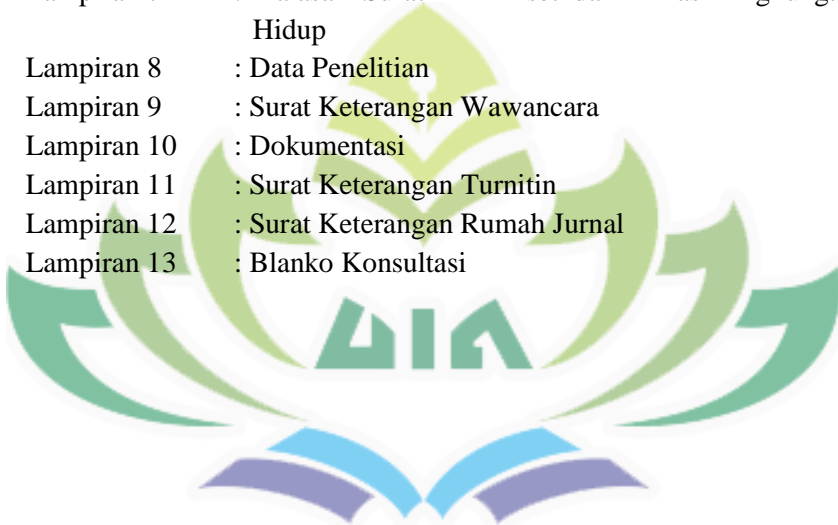 Hidup
Lampiran 8 : Data Penelitian
Lampiran 9 : Surat Keterangan Wawancara
Lampiran 10 : Dokumentasi
Lampiran 11 : Surat Keterangan Turnitin
Lampiran 12 : Surat Keterangan Rumah Jurnal
Lampiran 13 : Blanko Konsultasi
UIN